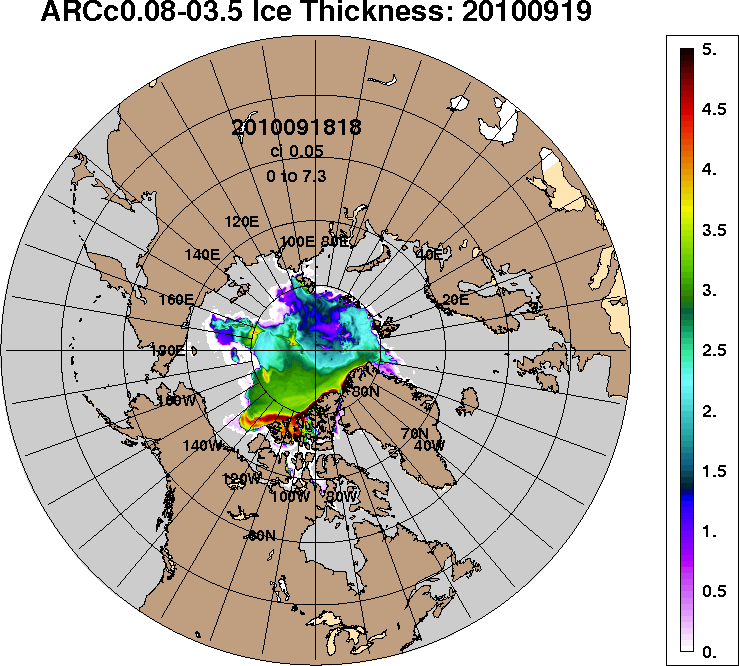 ARCc0.08-03.5 Ice Thickness: 20100919
2010091818
ci 0.05
0 to 7.3
120E
100E 80E
140E
40E
160E
20E
180E
160W
80N
140W
70N
40W
120W
100W
80W
60N
5.
4.5
4.
3.5
3.
2.5
2.
1.5
1.
0.5
0.